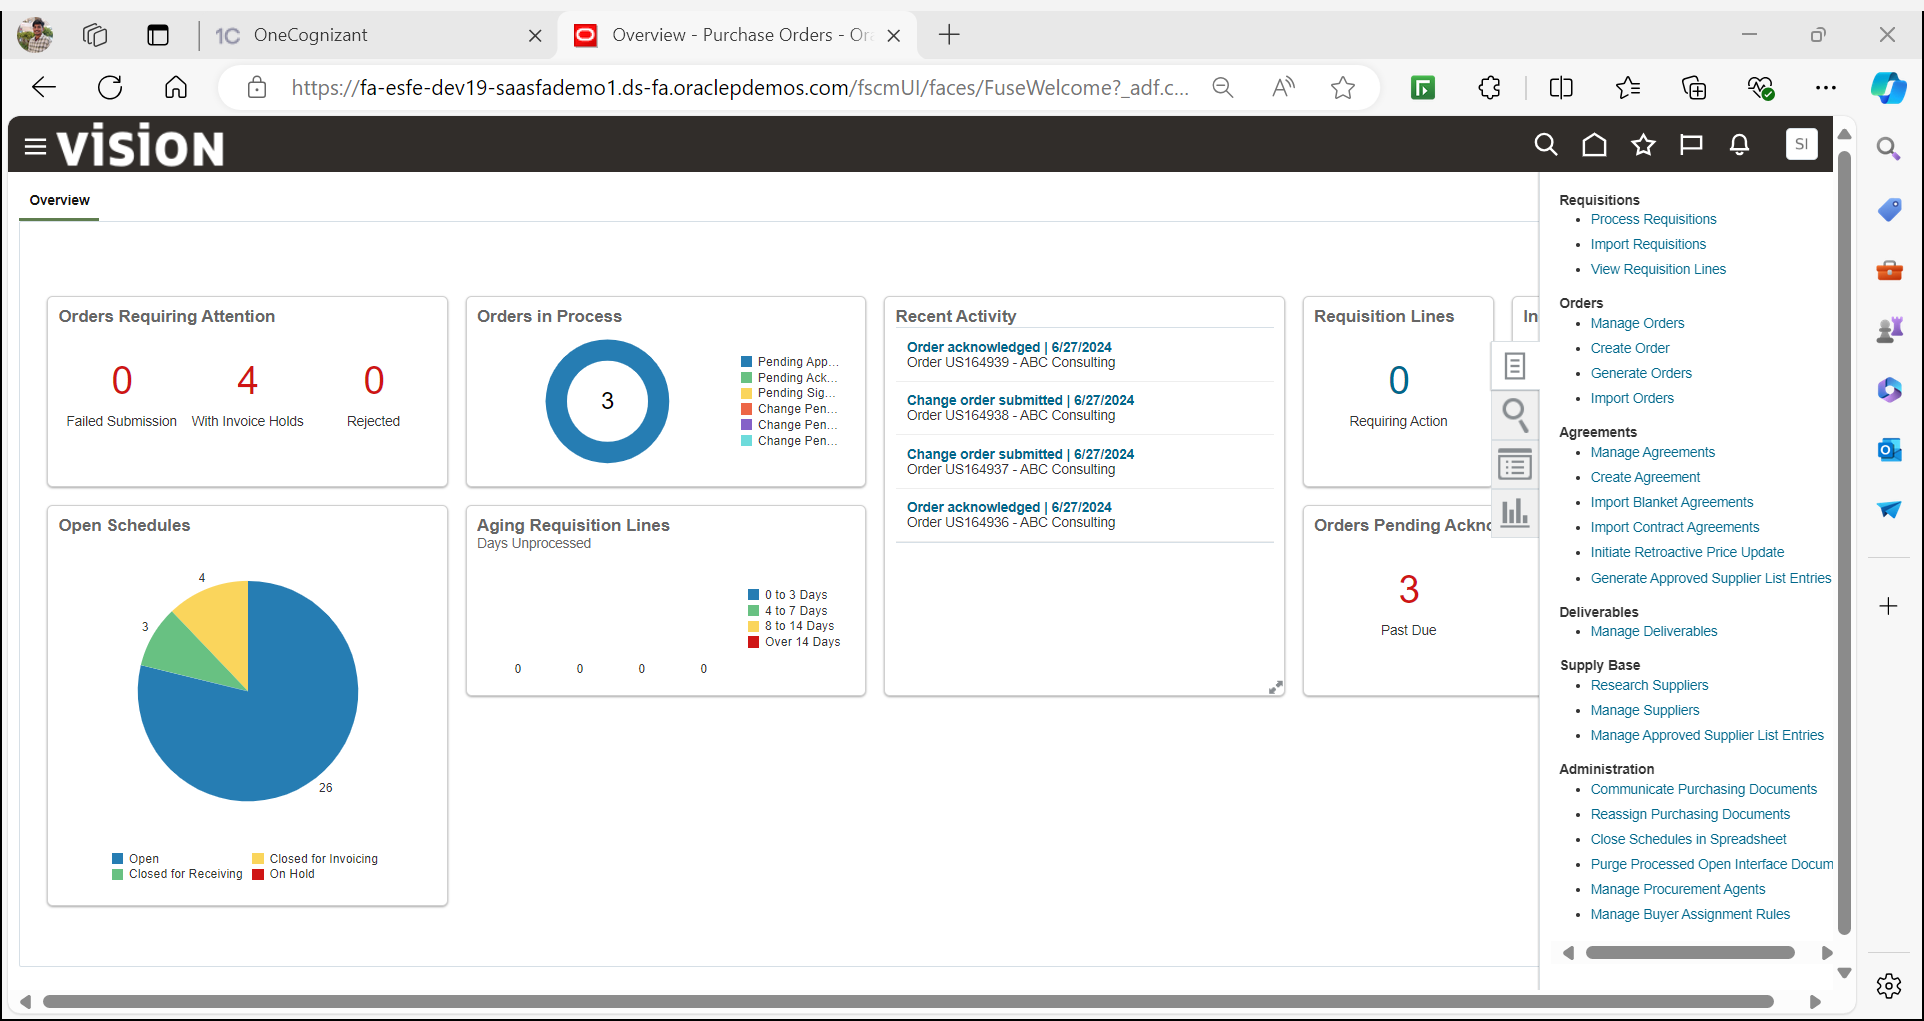 OneCognizant
Overview - Purchase Orders - Ora
https://fa-esfe-dev19-saasfademo1.ds-fa.oraclepdemos.com/fscmUI/faces/FuseWelcome?_adf.c...
VISION
SI
Overview
Orders Requiring Attention
0
4
0
Failed Submission
With Invoice Holds
Rejected
Orders in Process
3
Pending App...
Pending Ack...
Pending Sig...
Change Pen...
Change Pen...
Change Pen...
Recent Activity
Order acknowledged | 6/27/2024
Order US164939 - ABC Consulting
Change order submitted | 6/27/2024
Order US164938 - ABC Consulting
Change order submitted | 6/27/2024
Order US164937 - ABC Consulting
Order acknowledged | 6/27/2024
Order US164936 - ABC Consulting
Requisition Lines
0
Requiring Action
In
Open Schedules
4
3
26
Open
Closed for Invoicing
Closed for Receiving
On Hold
Aging Requisition Lines
Days Unprocessed
0 to 3 Days
4 to 7 Days
8 to 14 Days
Over 14 Days
0 0 0 0
Orders Pending Ackno
3
Past Due
Requisitions
Process Requisitions
Import Requisitions
View Requisition Lines
Orders
Manage Orders
Create Order
Generate Orders
Import Orders
Agreements
Manage Agreements
Create Agreement
Import Blanket Agreements
Import Contract Agreements
Initiate Retroactive Price Update
Generate Approved Supplier List Entries
Deliverables
Manage Deliverables
Supply Base
Research Suppliers
Manage Suppliers
Manage Approved Supplier List Entries
Administration
Communicate Purchasing Documents
Reassign Purchasing Documents
Close Schedules in Spreadsheet
Purge Processed Open Interface Docum
Manage Procurement Agents
Manage Buyer Assignment Rules